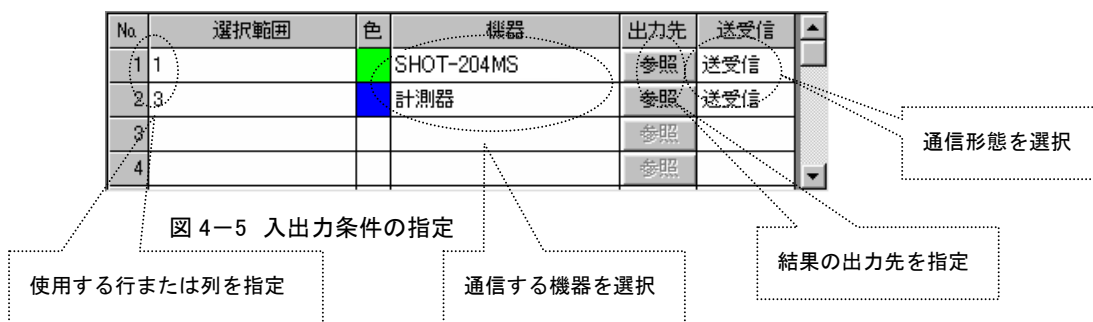 No. 選択範囲 色 機器 出力先 送受信
1 1 SHOT-204MS 参照 送受信
2 3 計測器 参照 送受信
3 参照
4 参照
通信形態を選択
図 4－5 入出力条件の指定
結果の出力先を指定
使用する行または列を指定
通信する機器を選択